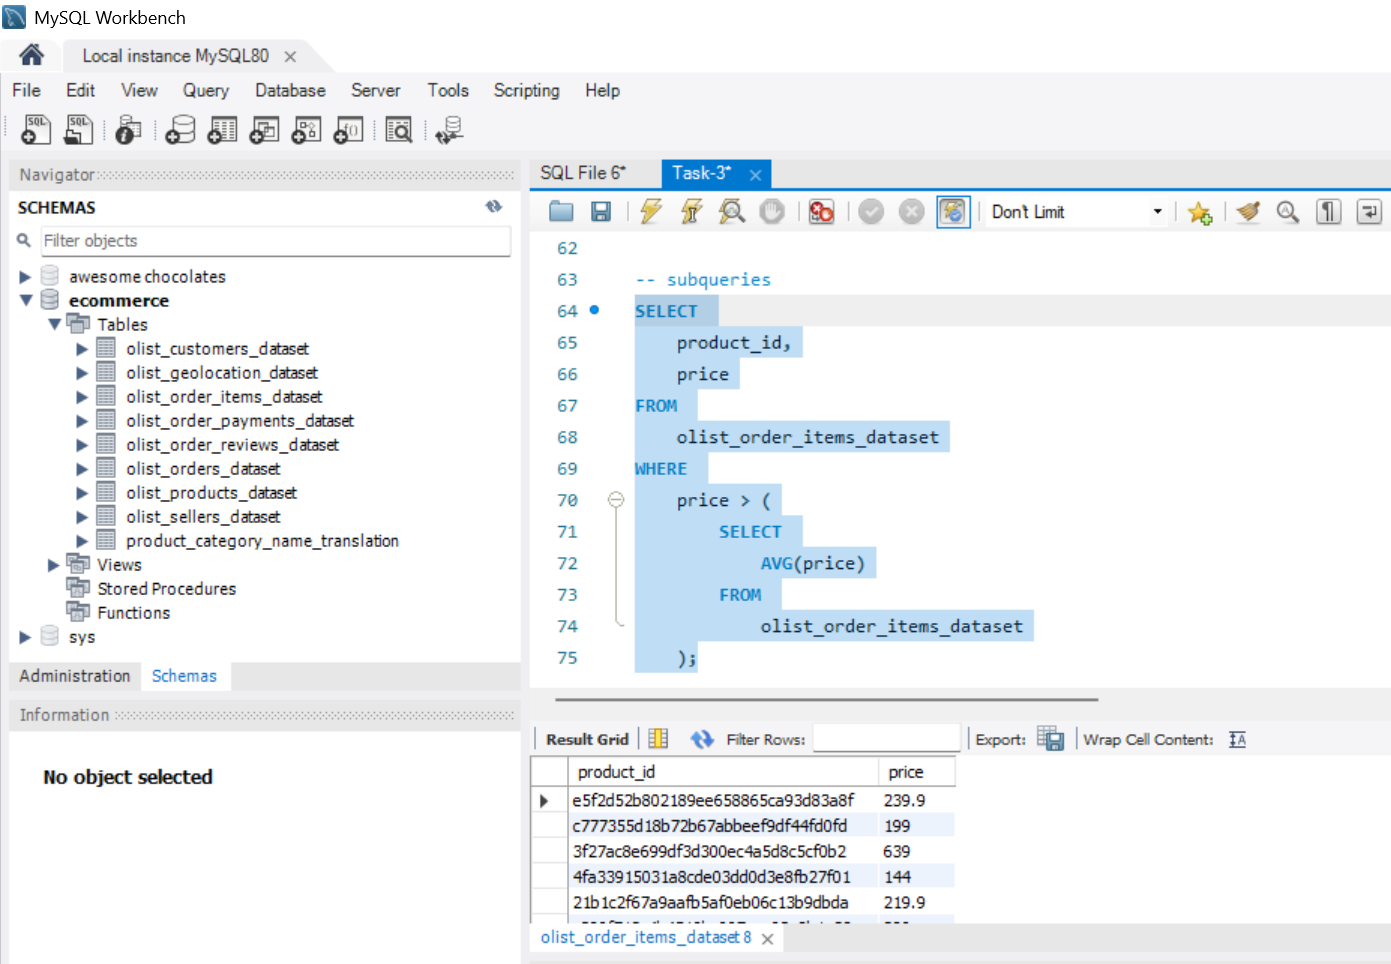 MySQL Workbench
Local instance MySQL80
File Edit View Query Database Server Tools Scripting Help
Navigator
SCHEMAS
Filter objects
awesome chocolates
ecommerce
Tables
olist_customers_dataset
olist_geolocation_dataset
olist_order_items_dataset
olist_order_payments_dataset
olist_order_reviews_dataset
olist_orders_dataset
olist_products_dataset
olist_sellers_dataset
product_category_name_translation
Views
Stored Procedures
Functions
sys
Administration Schemas
Information
No object selected
SQL File 6* Task-3*
Don't Limit
62
63 -- subqueries
64 SELECT
65 product_id,
66 price
67 FROM
68 olist_order_items_dataset
69 WHERE
70 price > (
71 SELECT
72 AVG(price)
73 FROM
74 olist_order_items_dataset
75 );
Result Grid Filter Rows: Export: Wrap Cell Content:
product_id price
e5f2d52b802189ee658865ca93d83a8f 239.9
c777355d18b72b67abbeef9df44fd0fd 199
3f27ac8e699df3d300ec4a5d8c5cf0b2 639
4fa33915031a8cde03dd0d3e8fb27f01 144
21b1c2f67a9aafb5af0eb06c13b9dbda 219.9
olist_order_items_dataset 8